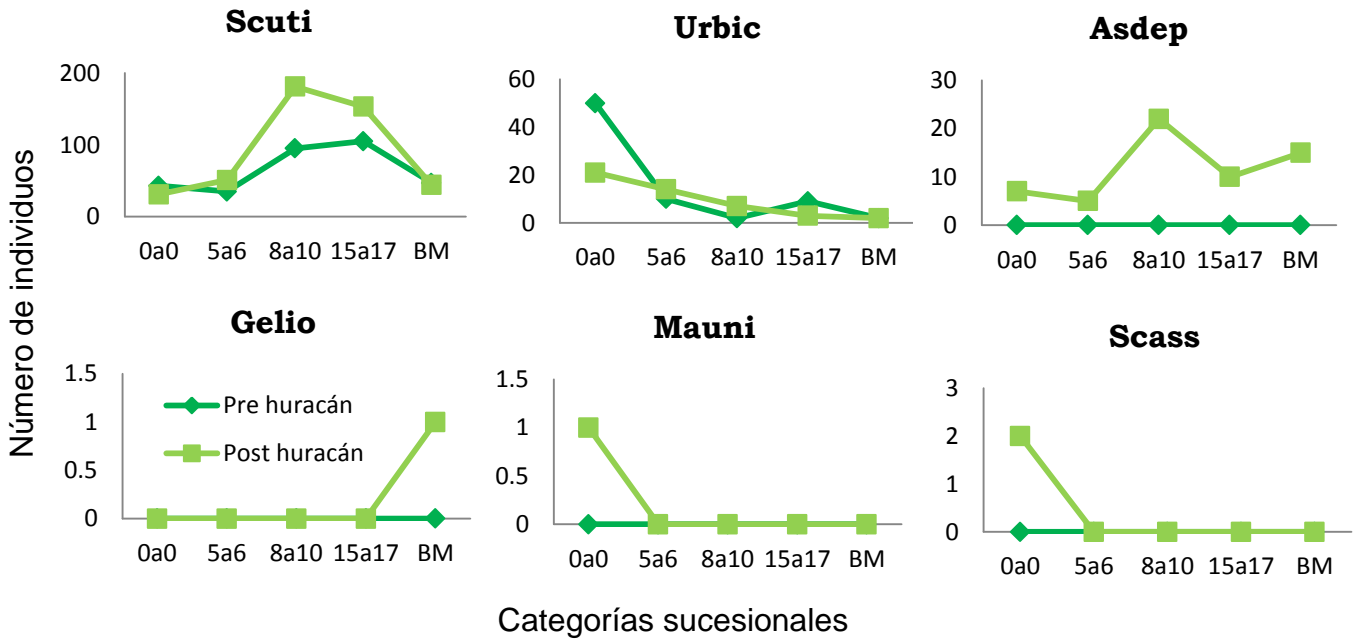 Scuti
Urbic
Asdep
200
100
0
0a0 5a6 8a10 15a17 BM
60
40
20
0
0a0 5a6 8a10 15a17 BM
30
20
10
0
0a0 5a6 8a10 15a17 BM
Número de individuos
Gelio
Mauni
Scass
1.5
1
0.5
0
Pre huracán
Post huracán
0a0 5a6 8a10 15a17 BM
1.5
1
0.5
0
0a0 5a6 8a10 15a17 BM
3
2
1
0
0a0 5a6 8a10 15a17 BM
Categorías sucesionales